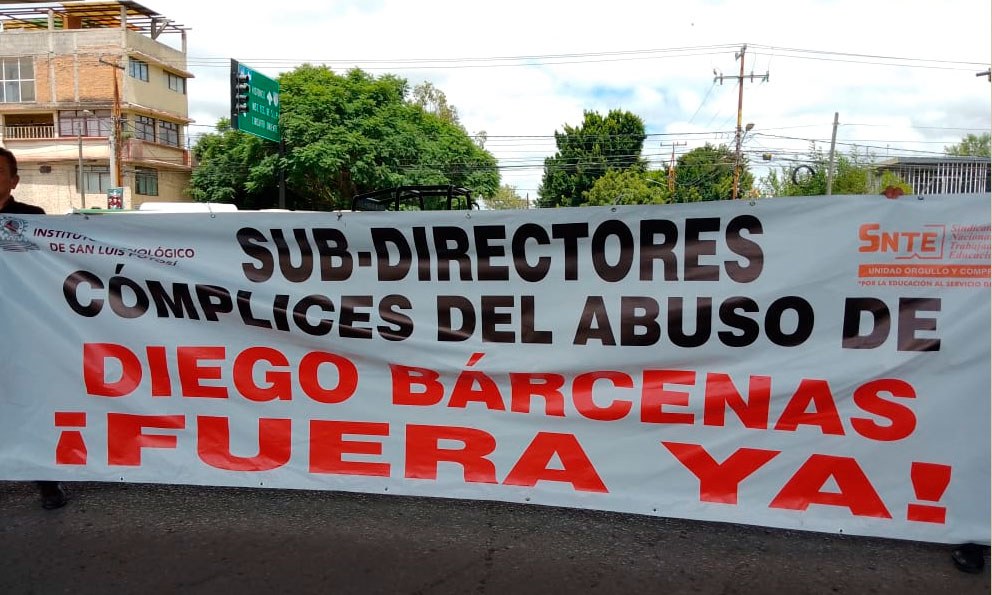 INSTITUTO
DE SAN LUIS
SUB-DIRECTORES
SNTE
UNIDAD ORGULLO Y
"POR LA EDUCACIÓN AL SERVICIO
CÓMPLICES DEL ABUSO DE
DIEGO BÁRCENAS
¡FUERA YA!